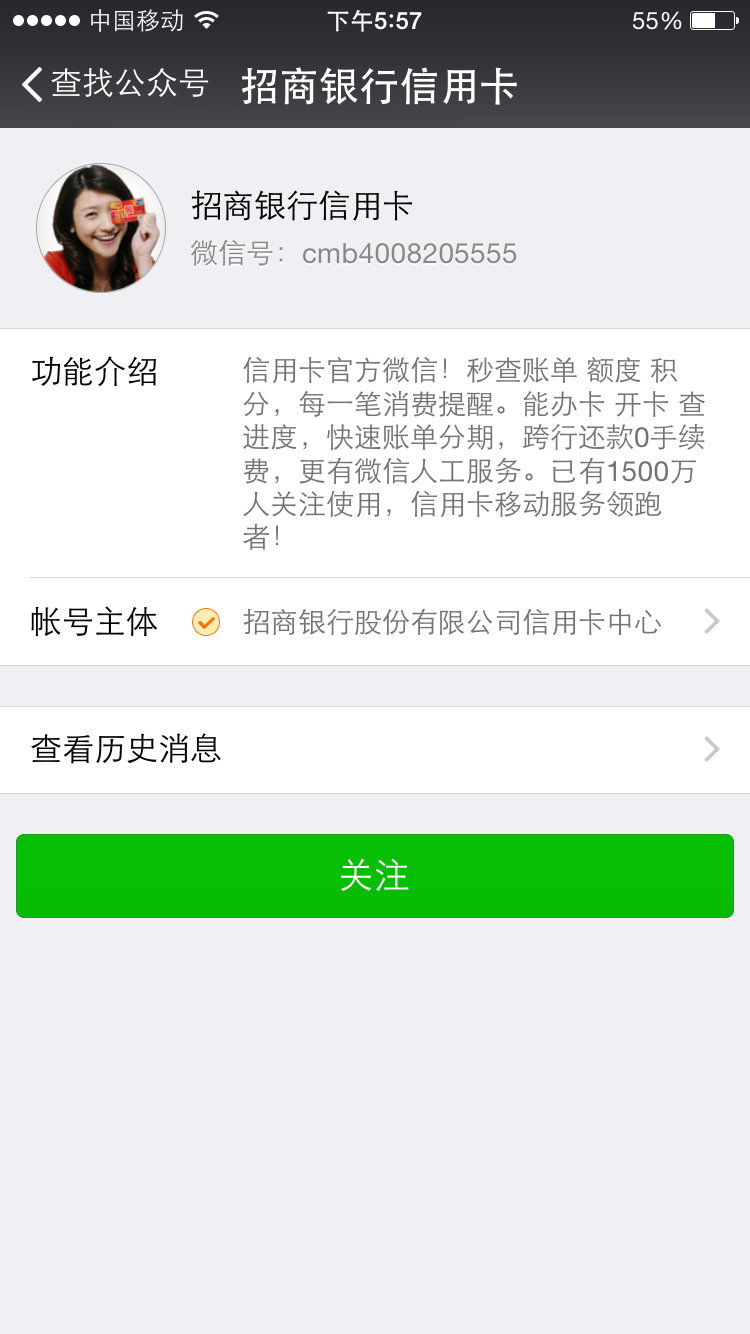 中国移动 下午5:57 55%
查找公众号 招商银行信用卡
招商银行信用卡
微信号：cmb4008205555
功能介绍
信用卡官方微信！秒查账单 额度 积
分，每一笔消费提醒。能办卡 开卡 查
进度，快速账单分期，跨行还款0手续
费，更有微信人工服务。已有1500万
人关注使用，信用卡移动服务领跑
者！
帐号主体 招商银行股份有限公司信用卡中心
查看历史消息
关注